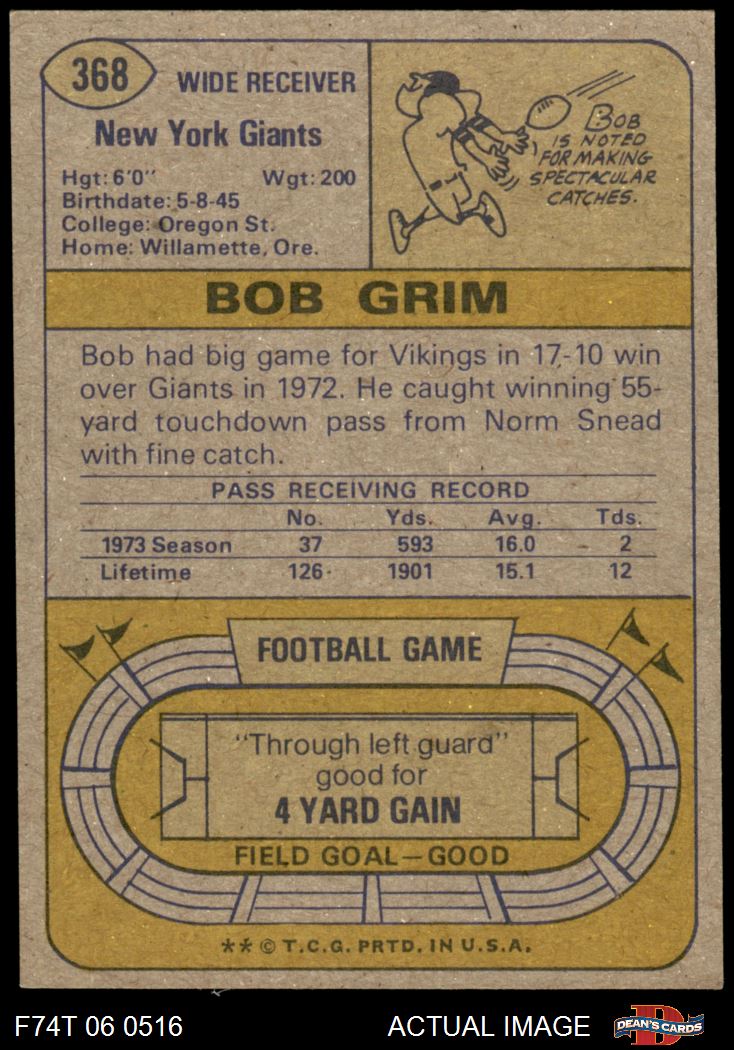 368
WIDE RECEIVER
New York Giants
Hgt: 6'0" Wgt: 200
Birthdate: 5-8-45
College: Oregon St.
Home: Willamette, Ore.
BOB
IS NOTED
FOR MAKING
SPECTACULAR
CATCHES.
BOB GRIM
Bob had big game for Vikings in 17-10 win
over Giants in 1972. He caught winning 55-
yard touchdown pass from Norm Snead
with fine catch.
PASS RECEIVING RECORD
No. Yds. Avg. Tds.
1973 Season 37 593 16.0 2
Lifetime 126 1901 15.1 12
FOOTBALL GAME
"Through left guard"
good for
4 YARD GAIN
FIELD GOAL—GOOD
** © T.C.G. PRTD. IN U.S.A.
F74T 06 0516 ACTUAL IMAGE
D
DEAN'S CARDS